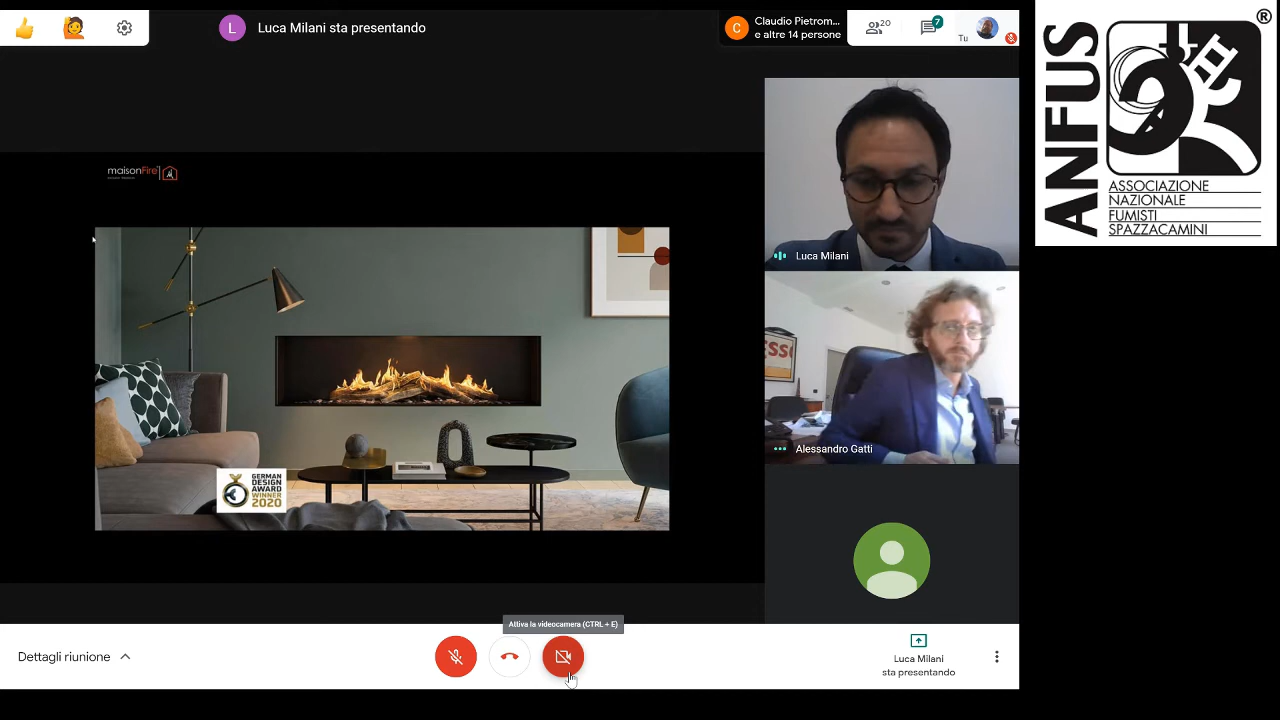 Luca Milani sta presentando
Claudio Pietrom...
e altre 14 persone
20
7
Tu
C
L
maisonFire
Luca Milani
ESSO
Alessandro Gatti
GERMAN
DESIGN
AWARD
WINNER
2020
Attiva la videocamera (CTRL + E)
Dettagli riunione
Luca Milani
sta presentando
ANFUS
®
ASSOCIAZIONE
NAZIONALE
FUMISTI
SPAZZACAMINI